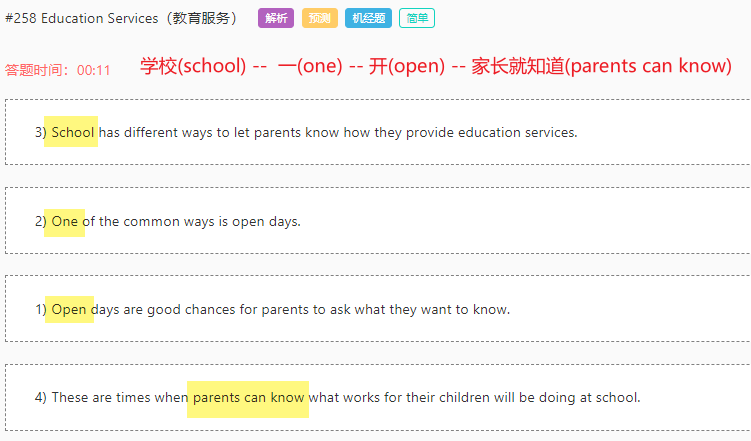 #258 Education Services（教育服务） 解析 预测 机经题 简单
答题时间：00:11 学校(school) -- 一(one) -- 开(open) -- 家长就知道(parents can know)
3) School has different ways to let parents know how they provide education services.
2) One of the common ways is open days.
1) Open days are good chances for parents to ask what they want to know.
4) These are times when parents can know what works for their children will be doing at school.